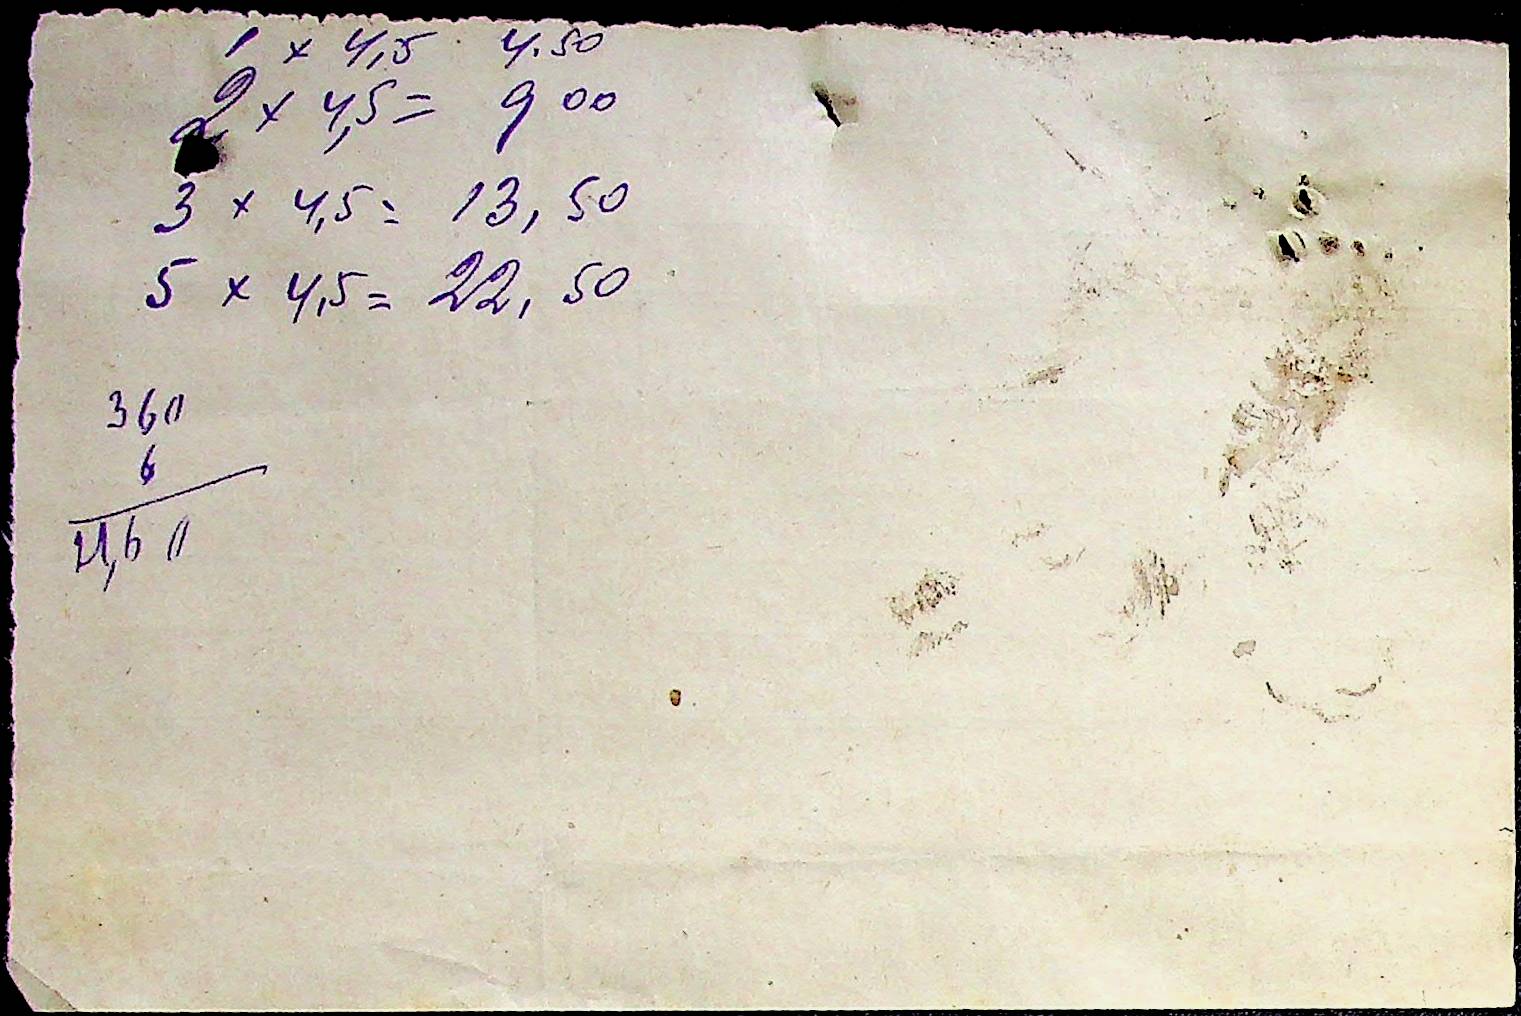 1 x 4,5 4.50
2 x 4,5 = 9 00
3 x 4,5 = 13, 50
5 x 4,5 = 22, 50
360
6
21,60